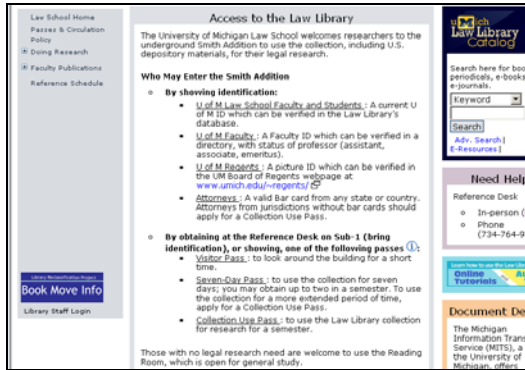 Law School Home
Passes & Circulation
Policy
Doing Research
Faculty Publications
Reference Schedule
Library Reclassification Project
Book Move Info
Library Staff Login
Access to the Law Library
The University of Michigan Law School welcomes researchers to the
underground Smith Addition to use the collection, including U.S.
depository materials, for their legal research.
Who May Enter the Smith Addition
By showing identification:
U of M Law School Faculty and Students : A current U
of M ID which can be verified in the Law Library's
database.
U of M Faculty : A Faculty ID which can be verified in a
directory, with status of professor (assistant,
associate, emeritus).
U of M Regents : A picture ID which can be verified in
the UM Board of Regents webpage at
www.umich.edu/~regents/
Attorneys : A valid Bar card from any state or country.
Attorneys from jurisdictions without bar cards should
apply for a Collection Use Pass.
By obtaining at the Reference Desk on Sub-1 (bring
identification), or showing, one of the following passes :
Visitor Pass : to look around the building for a short
time.
Seven-Day Pass : to use the collection for seven
days; you may obtain up to two in a semester. To use
the collection for a more extended period of time,
apply for a Collection Use Pass.
Collection Use Pass : to use the Law Library collection
for research for a semester.
Those with no legal research need are welcome to use the Reading
Room, which is open for general study.
UMich
Law Library
Catalog
Search here for boo
periodicals, e-books
e-journals.
Keyword
Search
Adv. Search|
E-Resources|
Need Help
Reference Desk
In-person (
Phone
(734-764-9
Learn how to use the Law Lib
Online
Tutorials
Document De
The Michigan
Information Trans
Service (MITS), a
the University of
Michigan, offers